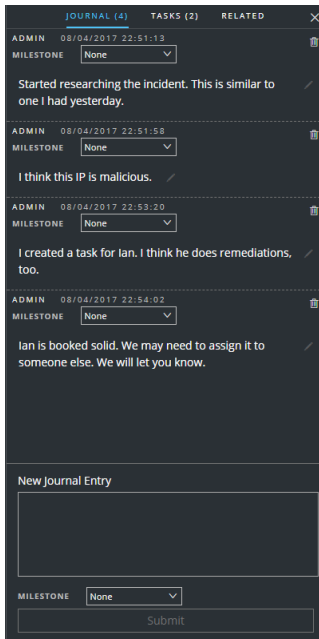 JOURNAL (4) TASKS (2) RELATED
ADMIN 08/04/2017 22:51:13
MILESTONE None
Started researching the incident. This is similar to
one I had yesterday.
ADMIN 08/04/2017 22:51:58
MILESTONE None
I think this IP is malicious.
ADMIN 08/04/2017 22:53:20
MILESTONE None
I created a task for Ian. I think he does remediations,
too.
ADMIN 08/04/2017 22:54:02
MILESTONE None
Ian is booked solid. We may need to assign it to
someone else. We will let you know.
New Journal Entry
MILESTONE None
Submit